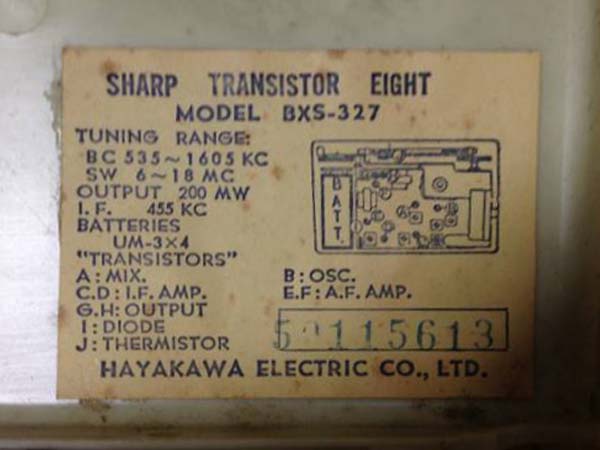 SHARP TRANSISTOR EIGHT
MODEL BXS-327
TUNING RANGE:
BC 535~1605 KC
SW 6~18 MC
OUTPUT 200 MW
I.F. 455 KC
BATTERIES
UM-3×4
BATT.
"TRANSISTORS"
A: MIX. B: OSC.
C.D: I.F. AMP. E.F: A.F. AMP.
G.H: OUTPUT
I: DIODE
J: THERMISTOR
HAYAKAWA ELECTRIC CO., LTD.